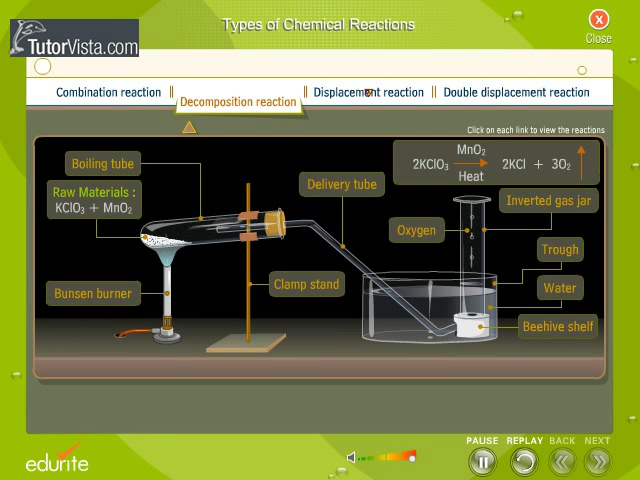 Types of Chemical Reactions
X
Close
TutorVista.com
Combination reaction
Decomposition reaction
Displacement reaction
Double displacement reaction
Click on each link to view the reactions
MnO₂
2KClO₃ → 2KCl + 3O₂ ↑
Heat
Boiling tube
Raw Materials :
KClO₃ + MnO₂
Delivery tube
Inverted gas jar
Oxygen
Trough
Bunsen burner
Clamp stand
Water
Beehive shelf
PAUSE REPLAY BACK NEXT
edurite